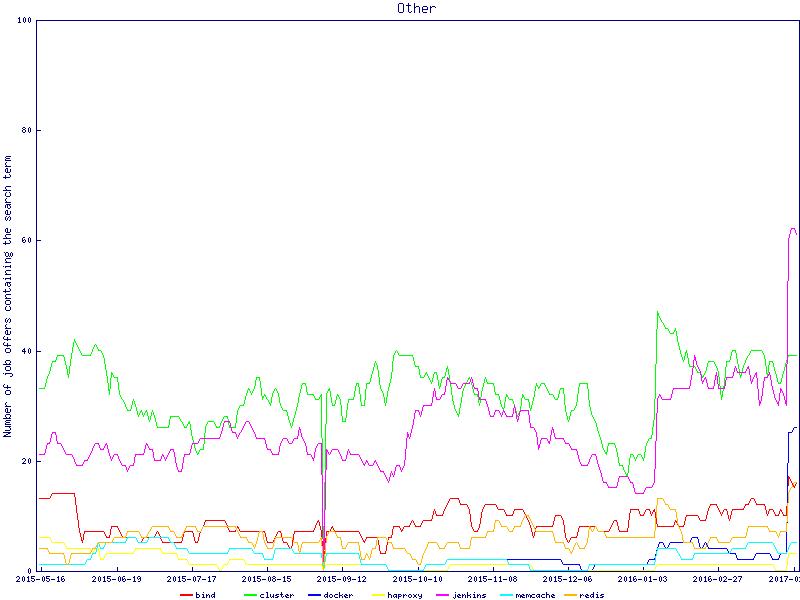 Other
Number of job offers containing the search term
100
80
60
40
20
0
2015-05-16 2015-06-19 2015-07-17 2015-08-15 2015-09-12 2015-10-10 2015-11-08 2015-12-06 2016-01-03 2016-02-27 2017-0
bind cluster docker haproxy jenkins memcache redis